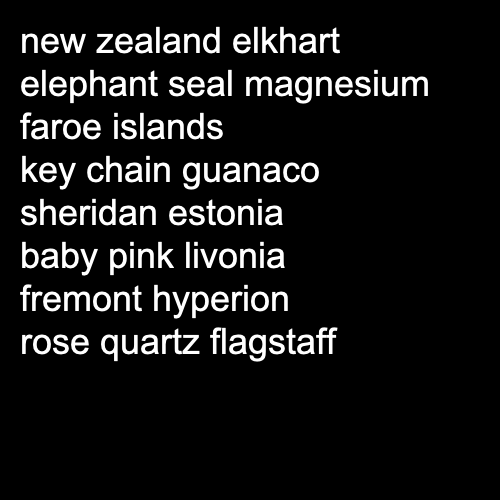 new zealand elkhart
elephant seal magnesium
faroe islands
key chain guanaco
sheridan estonia
baby pink livonia
fremont hyperion
rose quartz flagstaff